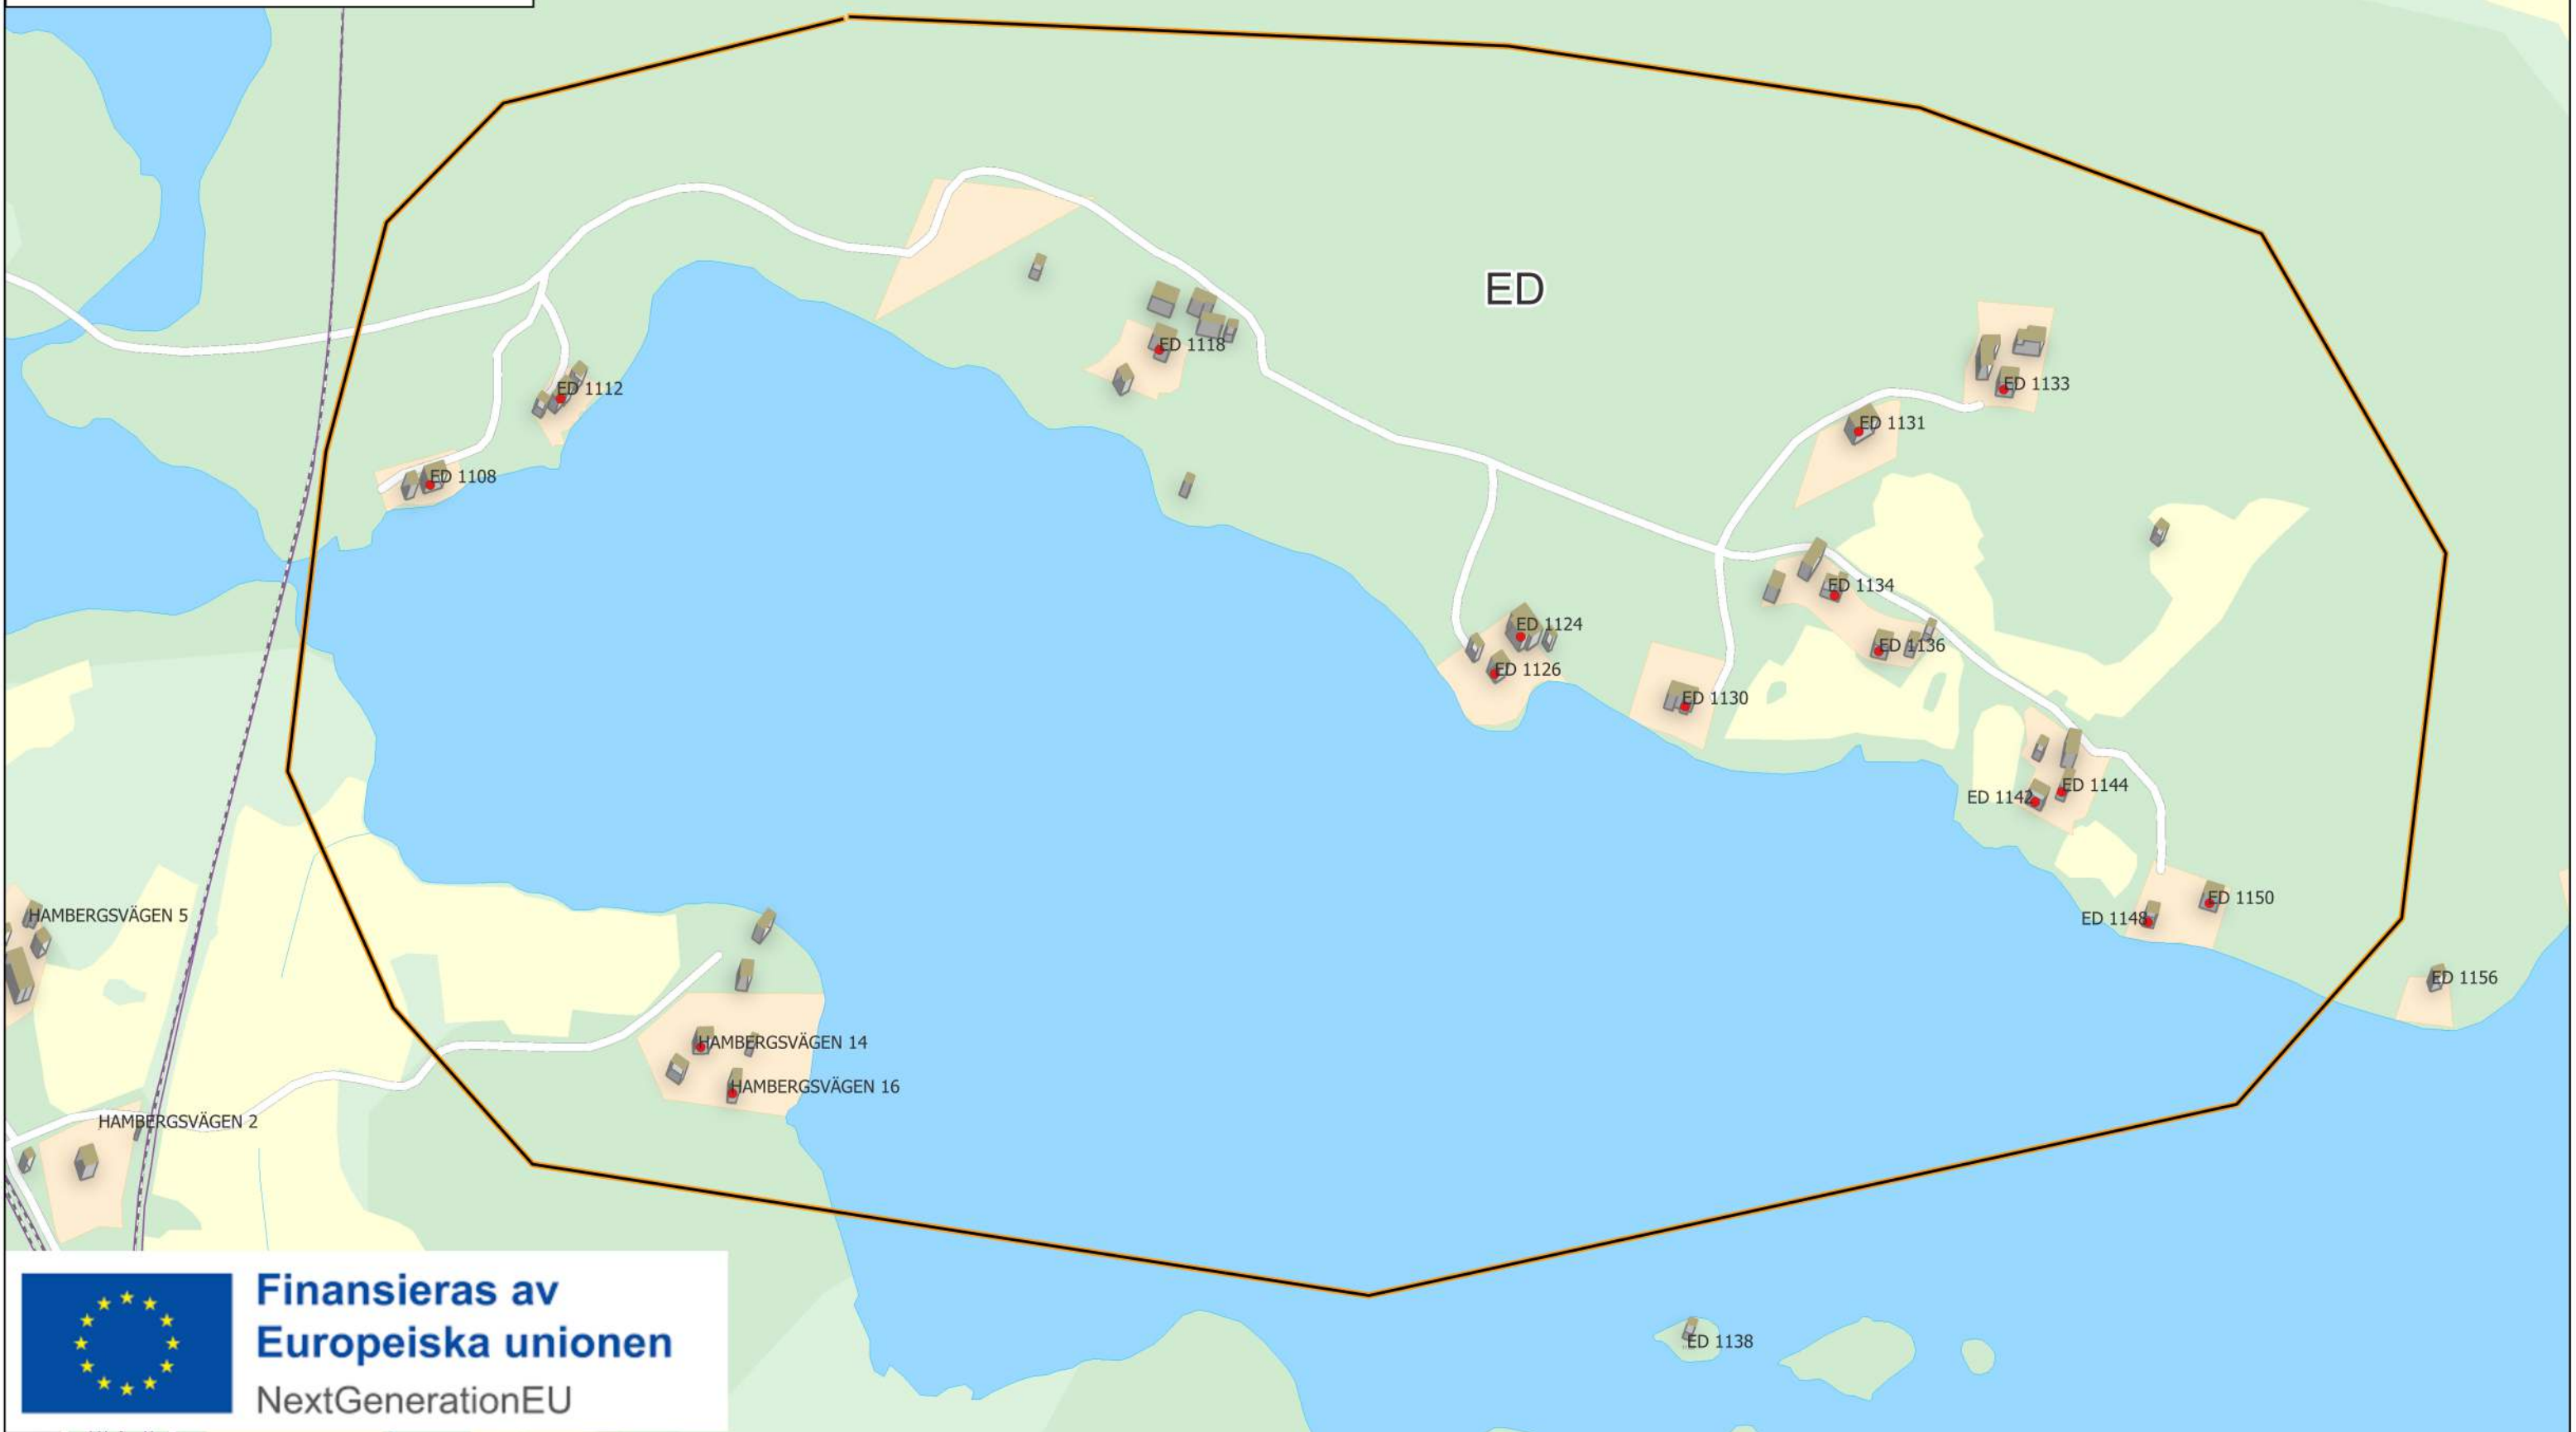 ED
ED 1118
ED 1133
ED 1112
ED 1131
ED 1108
ED 1134
ED 1124
ED 1136
ED 1126
ED 1130
ED 1144
ED 1142
ED 1150
HAMBERGSVÄGEN 5
ED 1148
ED 1156
HAMBERGSVÄGEN 14
HAMBERGSVÄGEN 16
HAMBERGSVÄGEN 2
ED 1138
Finansieras av
Europeiska unionen
NextGenerationEU